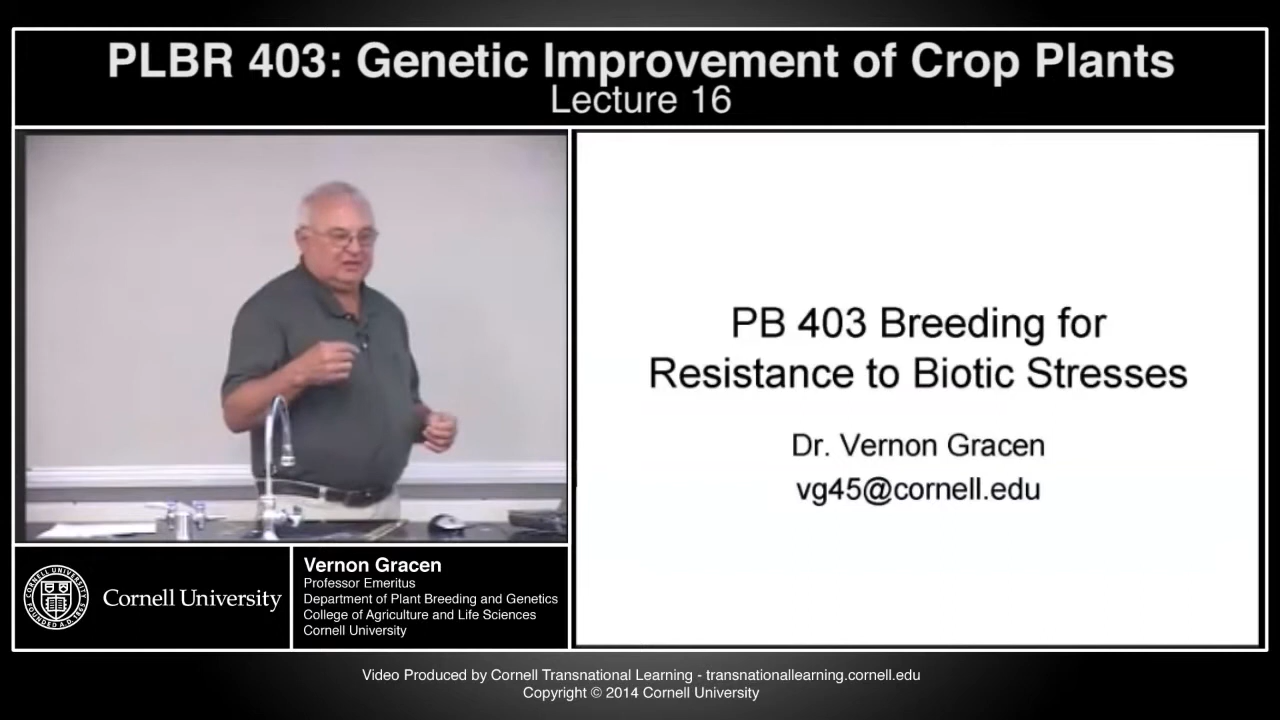 PLBR 403: Genetic Improvement of Crop Plants
Lecture 16
PB 403 Breeding for
Resistance to Biotic Stresses
Dr. Vernon Gracen
vg45@cornell.edu
Cornell University
Vernon Gracen
Professor Emeritus
Department of Plant Breeding and Genetics
College of Agriculture and Life Sciences
Cornell University
Video Produced by Cornell Transnational Learning - transnationallearning.cornell.edu
Copyright © 2014 Cornell University